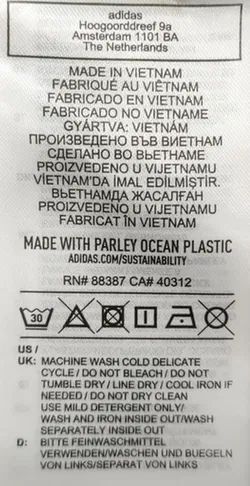 adidas
Hoogoorddreef 9a
Amsterdam 1101 BA
The Netherlands
MADE IN VIETNAM
FABRIQUÉ AU VIÊTNAM
FABRICADO EN VIETNAM
FABRICADO NO VIETNAME
GYÁRTVA: VIETNÁM
ПРОИЗВЕДЕНО ВЪВ ВИЕТНАМ
СДЕЛАНО ВО ВЬЕТНАМЕ
PROIZVEDENO U VIJETNAMU
VİETNAM'DA İMAL EDİLMİŞTİR.
ВЬЕТНАМДА ЖАСАЛҒАН
PROIZVEDENO U VIJETNAMU
FABRICAT ÎN VIETNAM
MADE WITH PARLEY OCEAN PLASTIC
ADIDAS.COM/SUSTAINABILITY
RN# 88387 CA# 40312
30
US /
UK: MACHINE WASH COLD DELICATE
CYCLE / DO NOT BLEACH / DO NOT
TUMBLE DRY / LINE DRY / COOL IRON IF
NEEDED / DO NOT DRY CLEAN
USE MILD DETERGENT ONLY/
WASH AND IRON INSIDE OUT/WASH
SEPARATELY INSIDE OUT
D: BITTE FEINWASCHMITTEL
VERWENDEN/WASCHEN UND BUEGELN
VON LINKS/SEPARAT VON LINKS